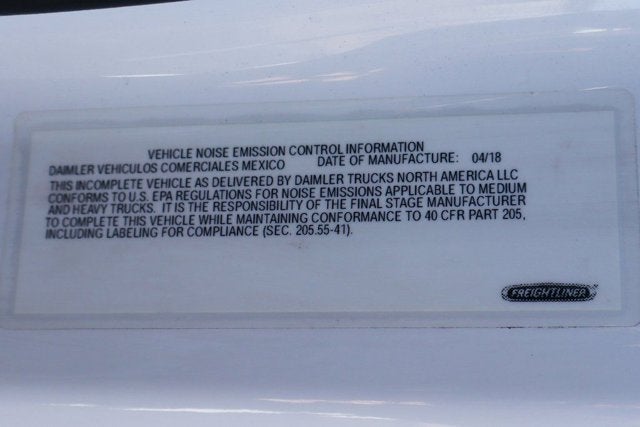 VEHICLE NOISE EMISSION CONTROL INFORMATION
DAIMLER VEHICULOS COMERCIALES MEXICO DATE OF MANUFACTURE: 04/18
THIS INCOMPLETE VEHICLE AS DELIVERED BY DAIMLER TRUCKS NORTH AMERICA LLC
CONFORMS TO U.S. EPA REGULATIONS FOR NOISE EMISSIONS APPLICABLE TO MEDIUM
AND HEAVY TRUCKS. IT IS THE RESPONSIBILITY OF THE FINAL STAGE MANUFACTURER
TO COMPLETE THIS VEHICLE WHILE MAINTAINING CONFORMANCE TO 40 CFR PART 205,
INCLUDING LABELING FOR COMPLIANCE (SEC. 205.55-41).
FREIGHTLINER